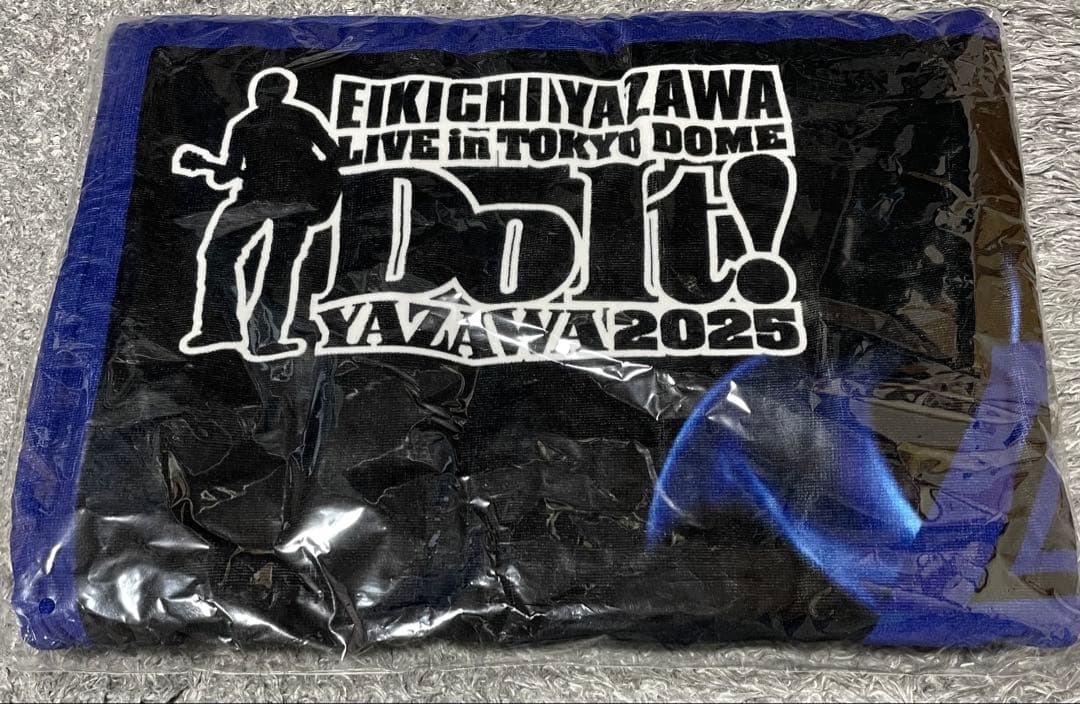 EIKICHI YAZAWA
LIVE in TOKYO DOME
Do It!
YAZAWA 2025